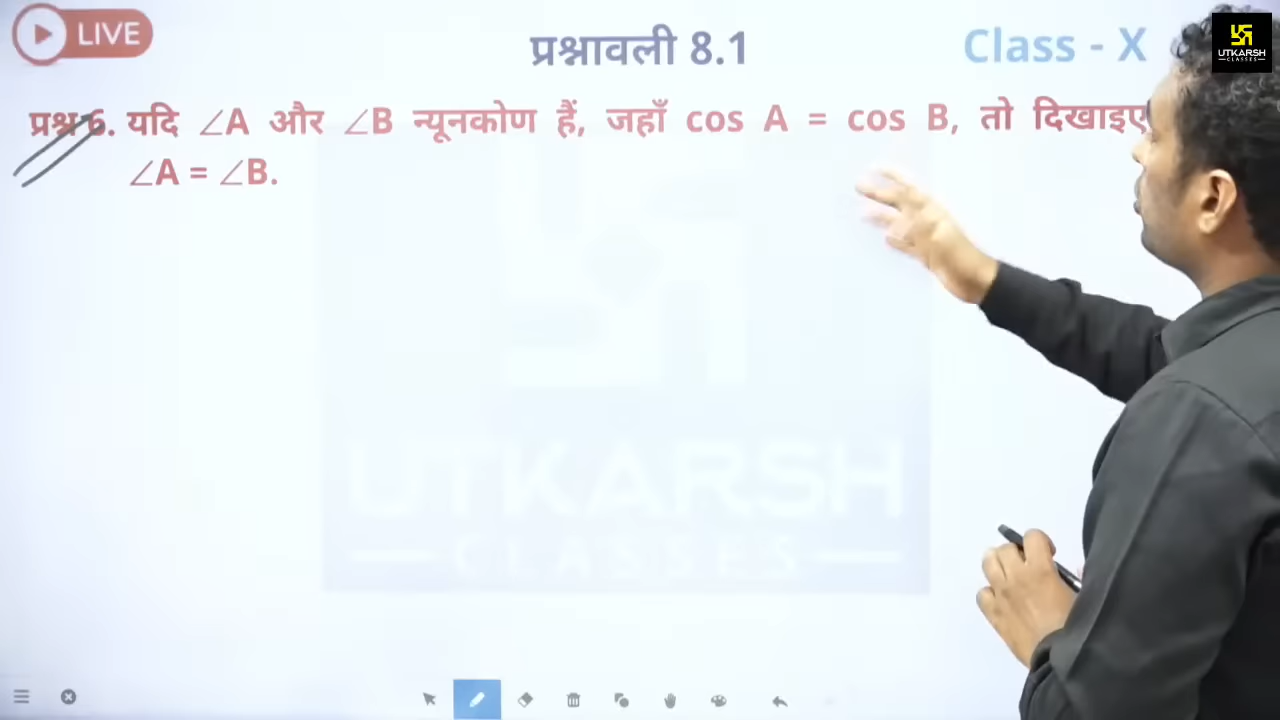 LIVE
प्रश्नावली 8.1
Class - X
UTKARSH
CLASSES
प्रश्न 6. यदि ∠A और ∠B न्यूनकोण हैं, जहाँ cos A = cos B, तो दिखाइए
∠A = ∠B.
UTKARSH
CLASSES